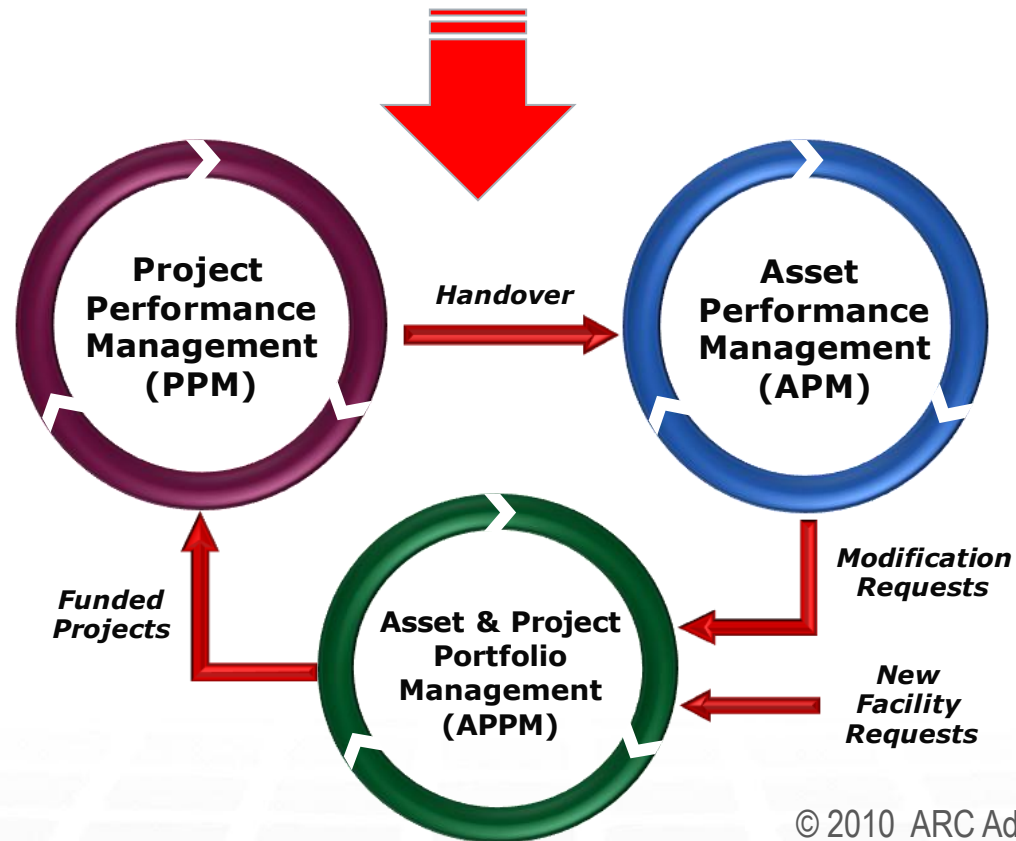 Project
Performance
Management
(PPM)
Handover
Asset
Performance
Management
(APM)
Funded
Projects
Asset & Project
Portfolio
Management
(APPM)
Modification
Requests
New
Facility
Requests
© 2010 ARC Ad